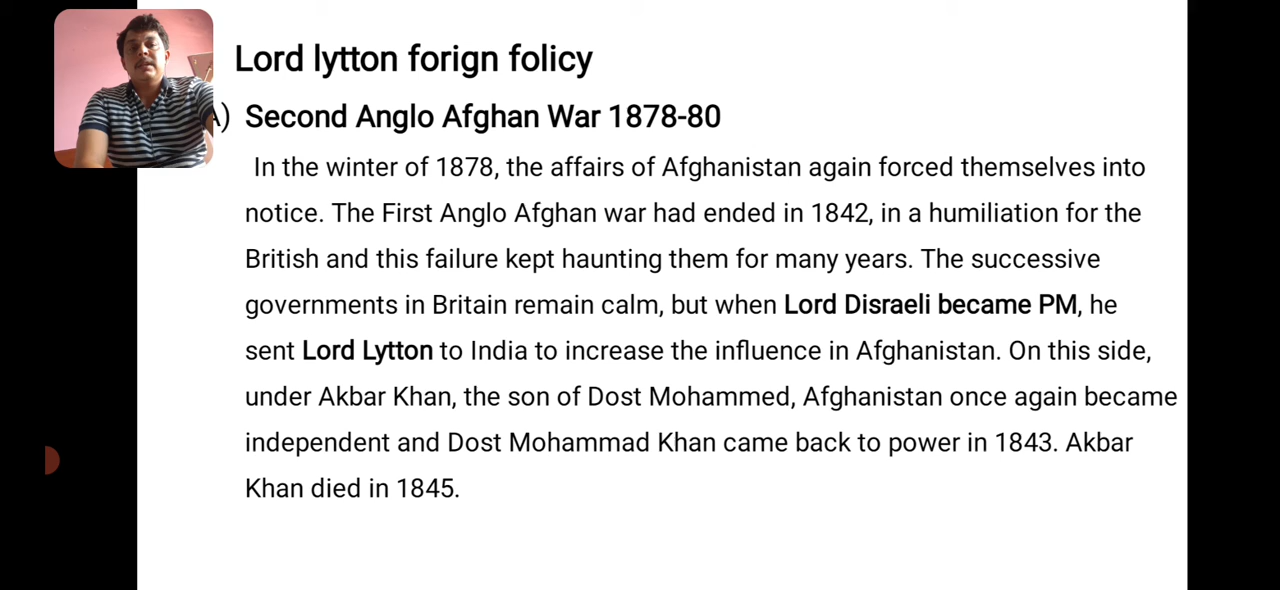 Lord lytton forign folicy
A) Second Anglo Afghan War 1878-80
In the winter of 1878, the affairs of Afghanistan again forced themselves into
notice. The First Anglo Afghan war had ended in 1842, in a humiliation for the
British and this failure kept haunting them for many years. The successive
governments in Britain remain calm, but when Lord Disraeli became PM, he
sent Lord Lytton to India to increase the influence in Afghanistan. On this side,
under Akbar Khan, the son of Dost Mohammed, Afghanistan once again became
independent and Dost Mohammad Khan came back to power in 1843. Akbar
Khan died in 1845.